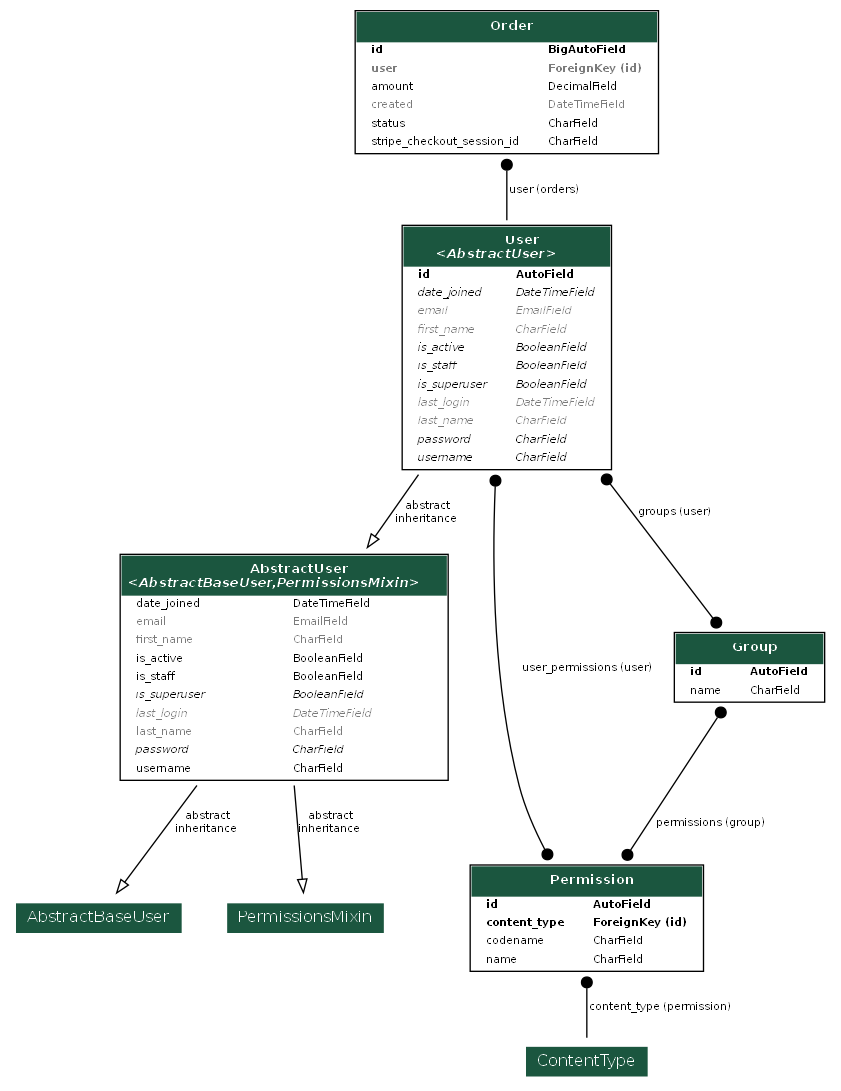 Order
id BigAutoField
user ForeignKey (id)
amount DecimalField
created DateTimeField
status CharField
stripe_checkout_session_id CharField
user (orders)
User
<AbstractUser>
id AutoField
date_joined DateTimeField
email EmailField
first_name CharField
is_active BooleanField
is_staff BooleanField
is_superuser BooleanField
last_login DateTimeField
last_name CharField
password CharField
username CharField
abstract
inheritance
groups (user)
AbstractUser
<AbstractBaseUser,PermissionsMixin>
date_joined DateTimeField
email EmailField
first_name CharField
is_active BooleanField
is_staff BooleanField
is_superuser BooleanField
last_login DateTimeField
last_name CharField
password CharField
username CharField
user_permissions (user)
Group
id AutoField
name CharField
abstract
inheritance
abstract
inheritance
permissions (group)
AbstractBaseUser
PermissionsMixin
Permission
id AutoField
content_type ForeignKey (id)
codename CharField
name CharField
content_type (permission)
ContentType